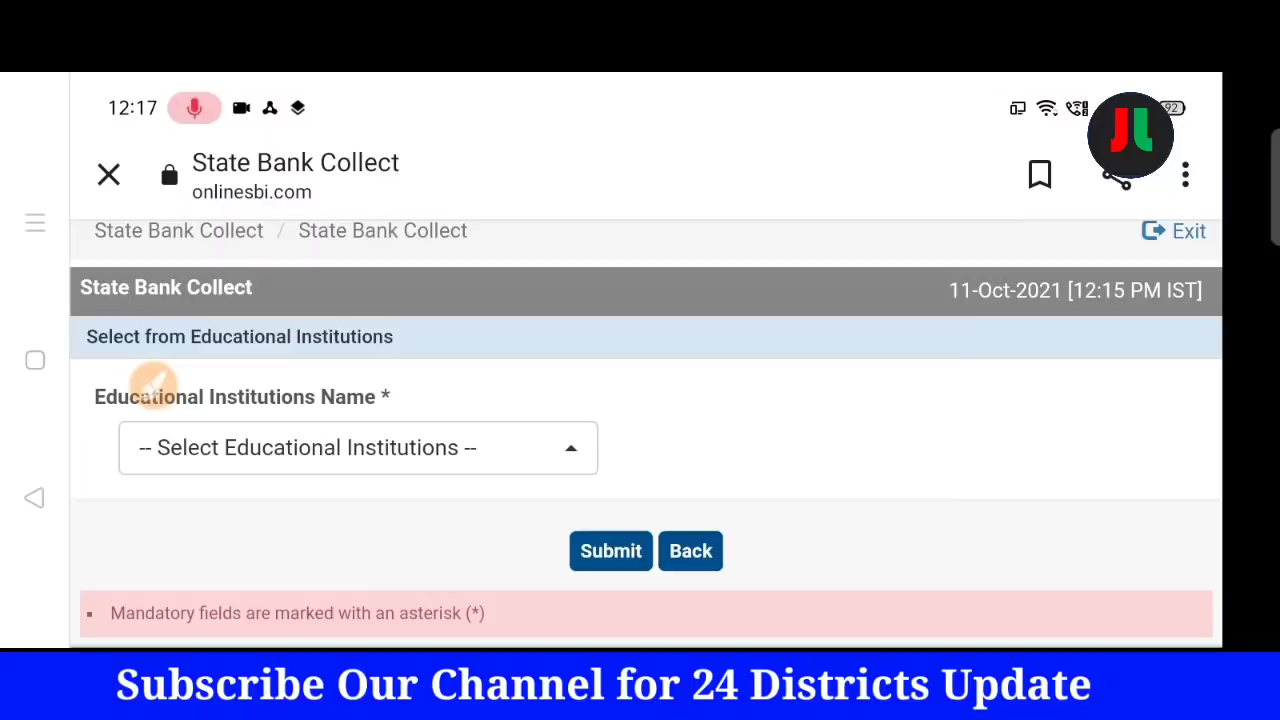 12:17
92
State Bank Collect
onlinesbi.com
State Bank Collect / State Bank Collect
Exit
State Bank Collect
11-Oct-2021 [12:15 PM IST]
Select from Educational Institutions
Educational Institutions Name *
-- Select Educational Institutions --
Submit Back
▪ Mandatory fields are marked with an asterisk (*)
Subscribe Our Channel for 24 Districts Update